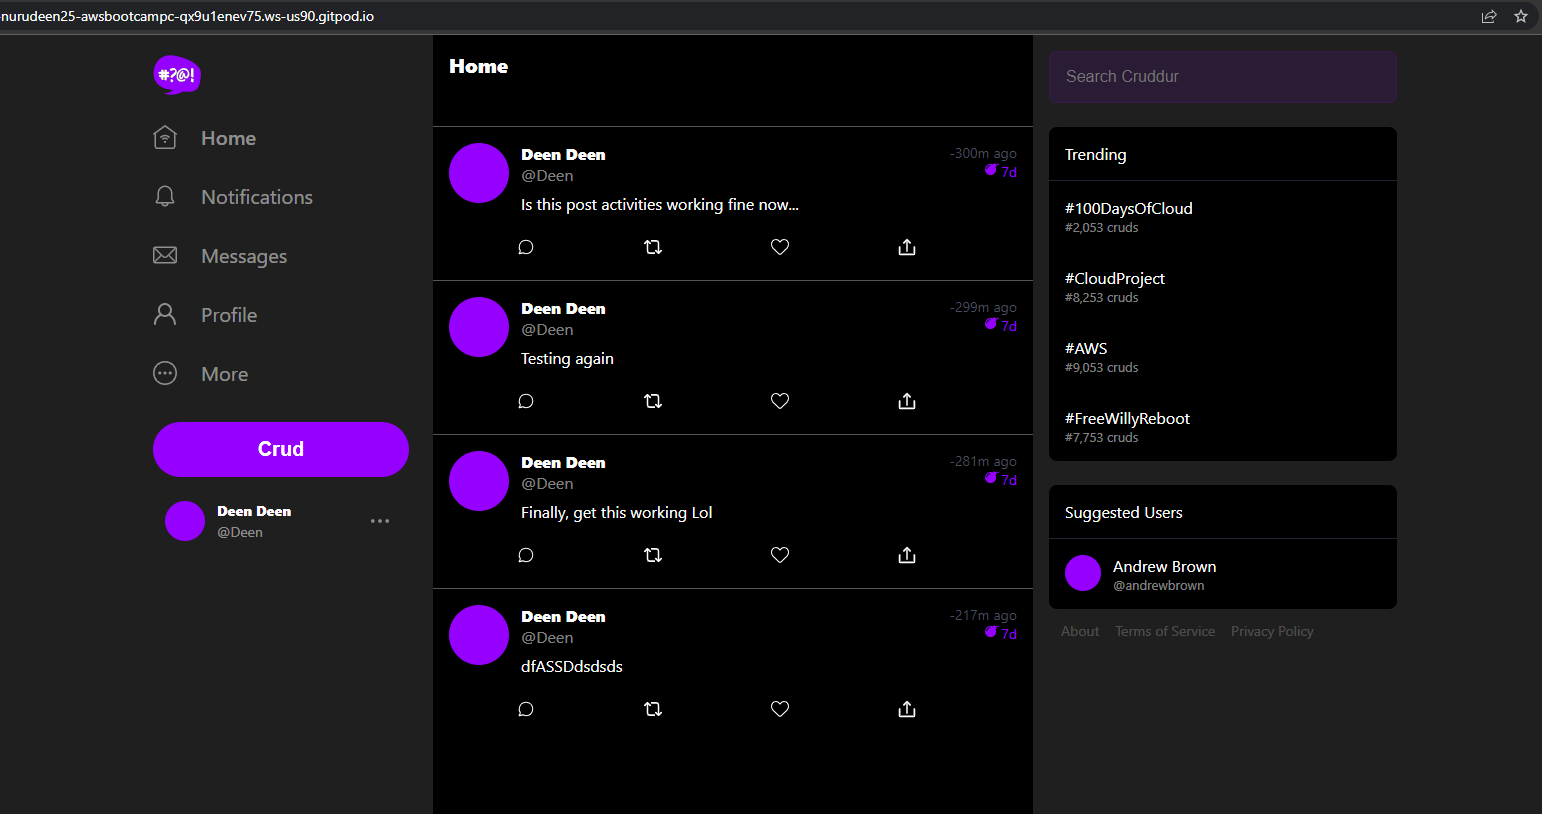 -nurudeen25-awsbootcampc-qx9u1enev75.ws-us90.gitpod.io
#?@!
Home
Notifications
Messages
Profile
More
Crud
Deen Deen
@Deen
Home
Deen Deen
-300m ago
@Deen
7d
Is this post activities working fine now...
Deen Deen
-299m ago
@Deen
7d
Testing again
Deen Deen
-281m ago
@Deen
7d
Finally, get this working Lol
Deen Deen
-217m ago
@Deen
7d
dfASSDdsdsds
Search Cruddur
Trending
#100DaysOfCloud
#2,053 cruds
#CloudProject
#8,253 cruds
#AWS
#9,053 cruds
#FreeWillyReboot
#7,753 cruds
Suggested Users
Andrew Brown
@andrewbrown
About Terms of Service Privacy Policy